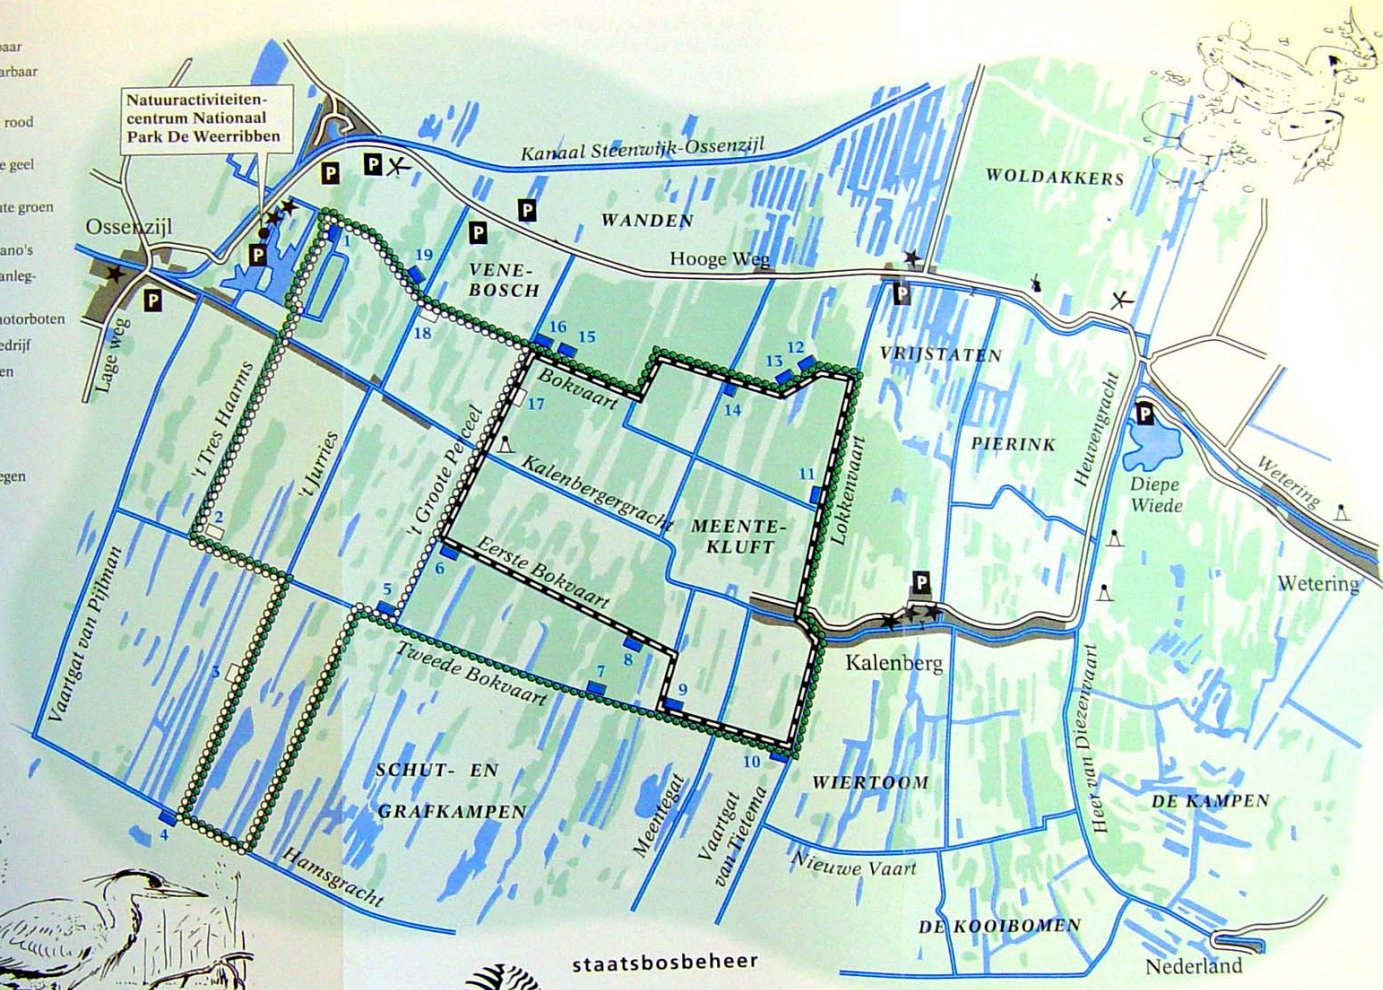 baar
arbaar
rood
e geel
ute groen
ano's
anleg-
notorboten
edrijf
en
egen
Natuuractiviteiten-
centrum Nationaal
Park De Weerribben
Kanaal Steenwijk-Ossenzijl
WOLDAKKERS
WANDEN
Ossenzijl
Hooge Weg
VENE-
BOSCH
Lage weg
VRIJSTATEN
PIERINK
Heuvengracht
Diepe
Wiede
Wetering
Wetering
Bokvaart
't Tres Haarms
't Jurries
't Groote Perceel
Kalenbergergracht
Lokkenvaart
MEENTE-
KLUFT
Eerste Bokvaart
Vaartgat van Pijlman
Tweede Bokvaart
Kalenberg
Heer van Diezenvaart
SCHUT- EN
GRAFKAMPEN
Meentegat
Vaartgat
van Tietema
WIERTOOM
DE KAMPEN
Nieuwe Vaart
Hamsgracht
DE KOOIBOMEN
Nederland
staatsbosbeheer
P
P
P
P
P
P
P
P
P
1
2
3
4
5
6
7
8
9
10
11
12
13
14
15
16
17
18
19